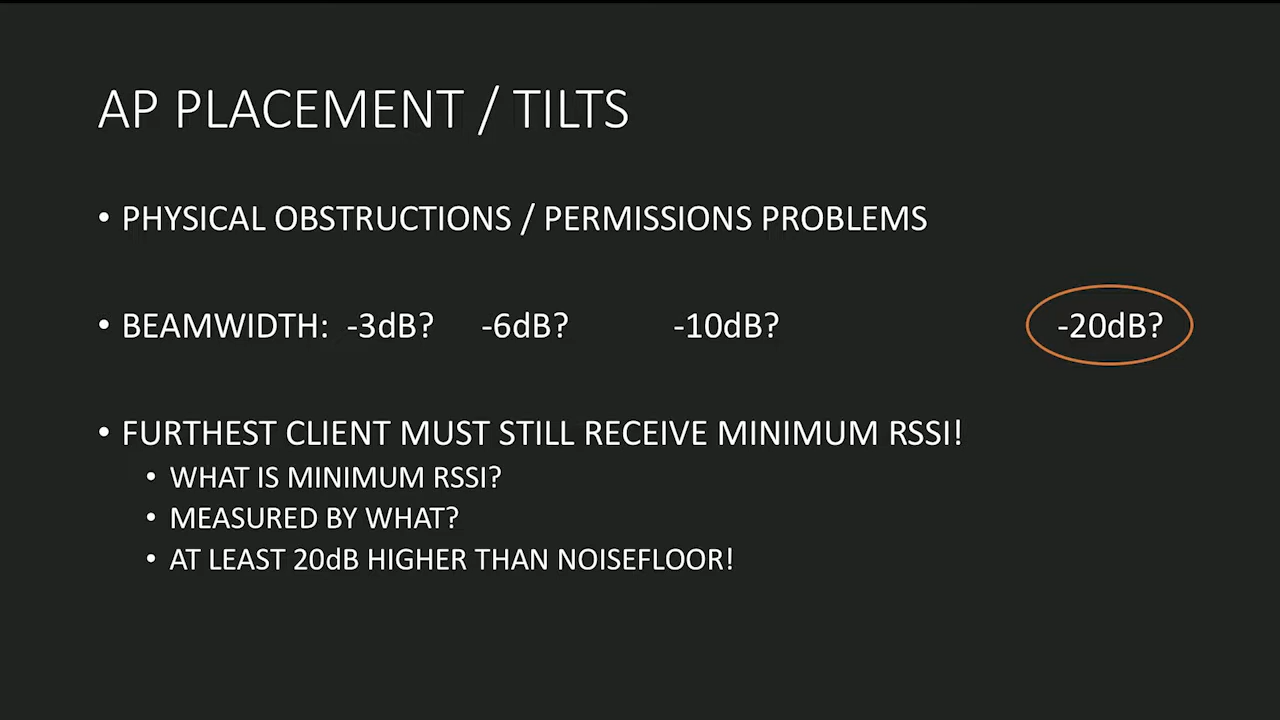 AP PLACEMENT / TILTS
• PHYSICAL OBSTRUCTIONS / PERMISSIONS PROBLEMS
• BEAMWIDTH: -3dB? -6dB? -10dB? -20dB?
• FURTHEST CLIENT MUST STILL RECEIVE MINIMUM RSSI!
• WHAT IS MINIMUM RSSI?
• MEASURED BY WHAT?
• AT LEAST 20dB HIGHER THAN NOISEFLOOR!